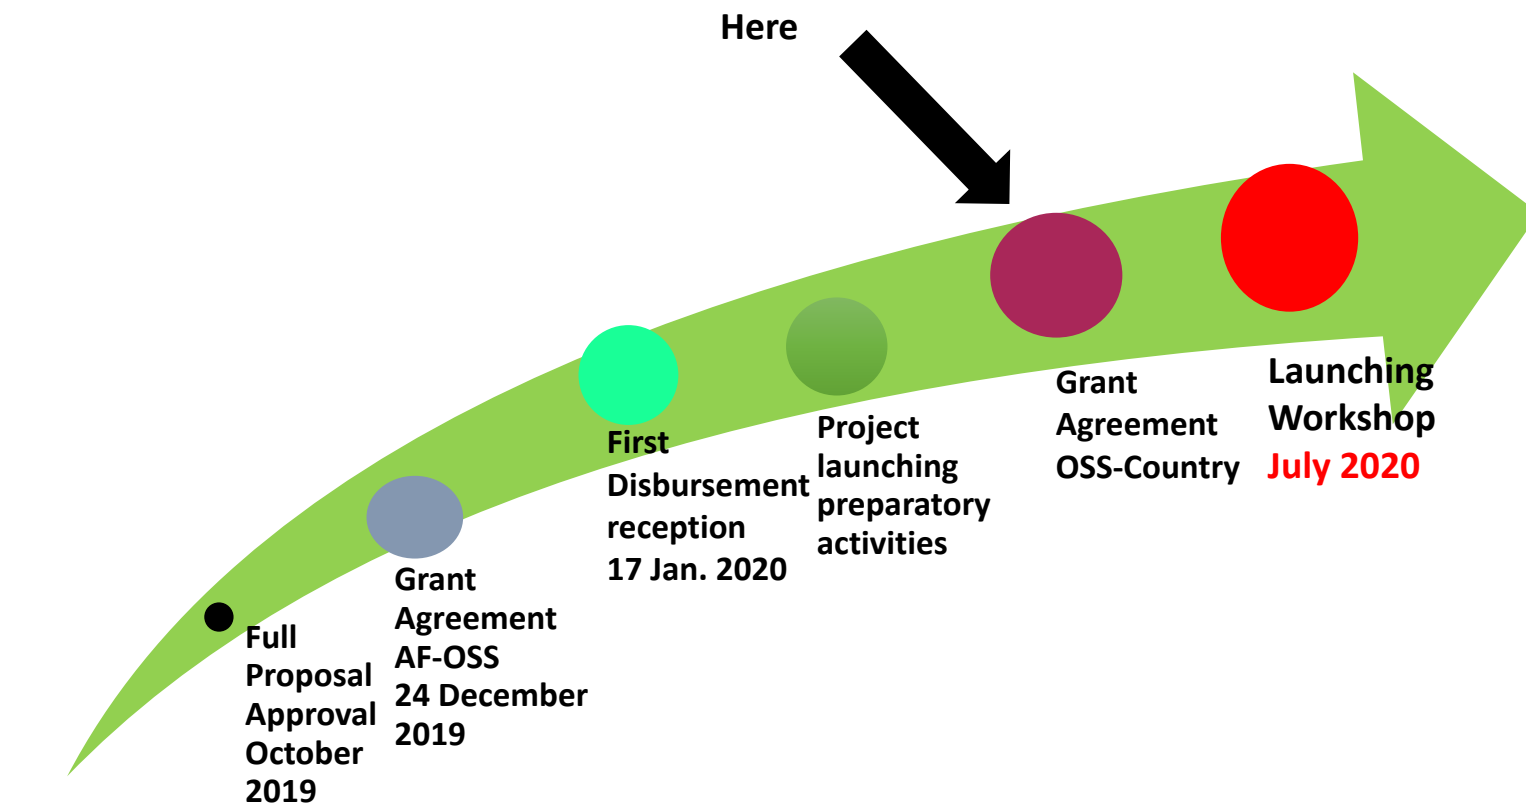 Here
Full
Proposal
Approval
October
2019
Grant
Agreement
AF-OSS
24 December
2019
First
Disbursement
reception
17 Jan. 2020
Project
launching
preparatory
activities
Grant
Agreement
OSS-Country
Launching
Workshop
July 2020